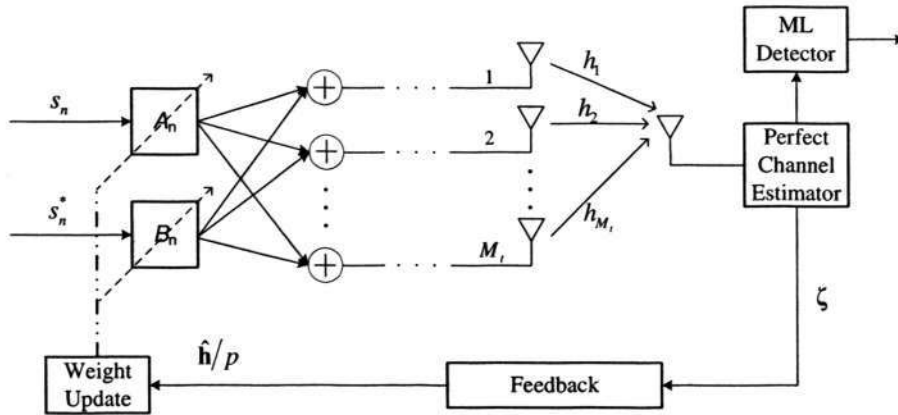 s_n
A_n
s_n^*
B_n
1
2
M_t
h_1
h_2
h_{M_t}
ML
Detector
Perfect
Channel
Estimator
ζ
Feedback
ĥ/p
Weight
Update